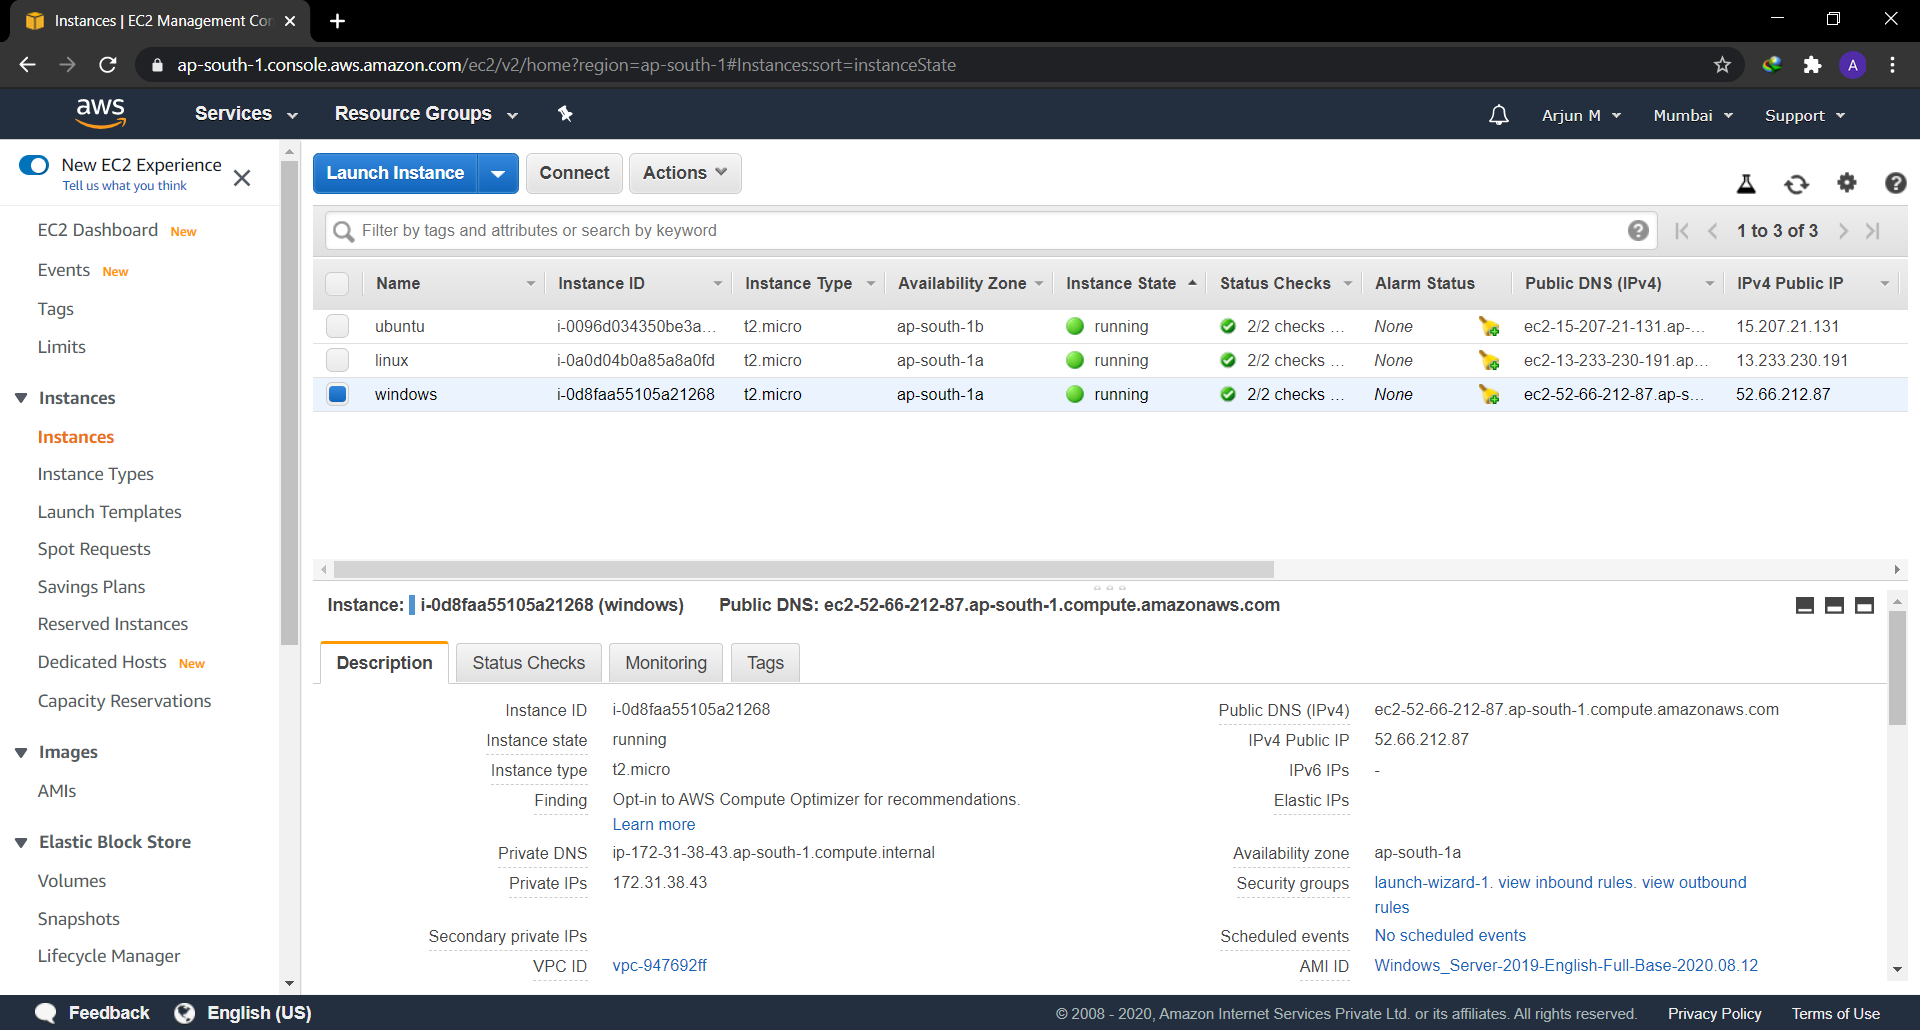 Instances | EC2 Management Con
ap-south-1.console.aws.amazon.com/ec2/v2/home?region=ap-south-1#Instances:sort=instanceState
A
aws
Services
Resource Groups
Arjun M
Mumbai
Support
New EC2 Experience
Tell us what you think
EC2 Dashboard New
Events New
Tags
Limits
Instances
Instances
Instance Types
Launch Templates
Spot Requests
Savings Plans
Reserved Instances
Dedicated Hosts New
Capacity Reservations
Images
AMIs
Elastic Block Store
Volumes
Snapshots
Lifecycle Manager
Launch Instance
Connect
Actions
Filter by tags and attributes or search by keyword
1 to 3 of 3
Name Instance ID Instance Type Availability Zone Instance State Status Checks Alarm Status Public DNS (IPv4) IPv4 Public IP
ubuntu i-0096d034350be3a... t2.micro ap-south-1b running 2/2 checks ... None ec2-15-207-21-131.ap-... 15.207.21.131
linux i-0a0d04b0a85a8a0fd t2.micro ap-south-1a running 2/2 checks ... None ec2-13-233-230-191.ap... 13.233.230.191
windows i-0d8faa55105a21268 t2.micro ap-south-1a running 2/2 checks ... None ec2-52-66-212-87.ap-s... 52.66.212.87
Instance: i-0d8faa55105a21268 (windows) Public DNS: ec2-52-66-212-87.ap-south-1.compute.amazonaws.com
Description
Status Checks
Monitoring
Tags
Instance ID i-0d8faa55105a21268
Instance state running
Instance type t2.micro
Finding Opt-in to AWS Compute Optimizer for recommendations.
Learn more
Private DNS ip-172-31-38-43.ap-south-1.compute.internal
Private IPs 172.31.38.43
Secondary private IPs
VPC ID vpc-947692ff
Public DNS (IPv4) ec2-52-66-212-87.ap-south-1.compute.amazonaws.com
IPv4 Public IP 52.66.212.87
IPv6 IPs -
Elastic IPs
Availability zone ap-south-1a
Security groups launch-wizard-1. view inbound rules. view outbound
rules
Scheduled events No scheduled events
AMI ID Windows_Server-2019-English-Full-Base-2020.08.12
Feedback
English (US)
© 2008 - 2020, Amazon Internet Services Private Ltd. or its affiliates. All rights reserved.
Privacy Policy
Terms of Use